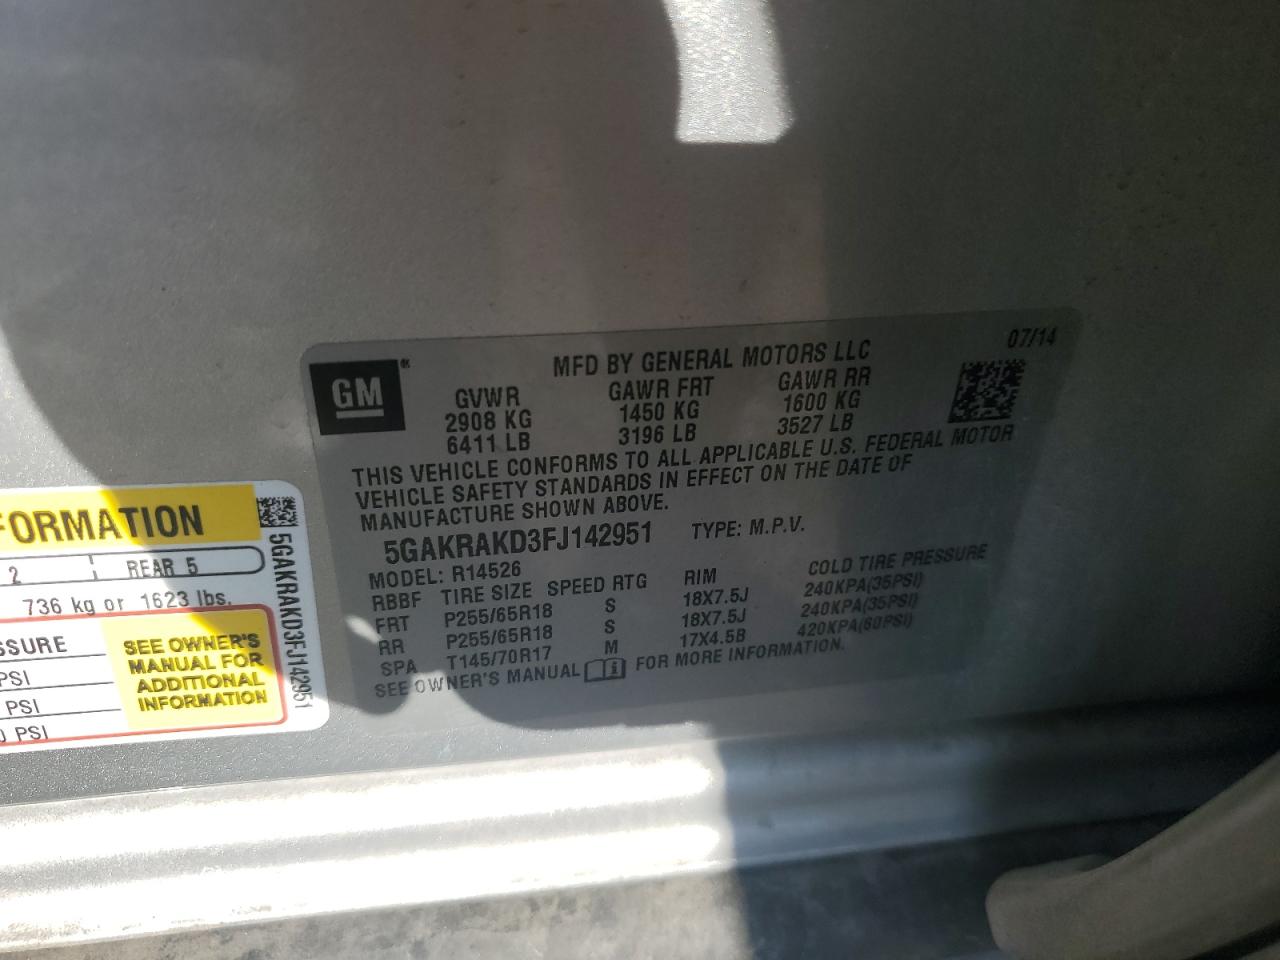 07/14
MFD BY GENERAL MOTORS LLC
GM
GVWR GAWR FRT GAWR RR
2908 KG 1450 KG 1600 KG
6411 LB 3196 LB 3527 LB
THIS VEHICLE CONFORMS TO ALL APPLICABLE U.S. FEDERAL MOTOR
VEHICLE SAFETY STANDARDS IN EFFECT ON THE DATE OF
MANUFACTURE SHOWN ABOVE.
5GAKRAKD3FJ142951 TYPE: M.P.V.
MODEL: R14526
RBBF TIRE SIZE SPEED RTG RIM COLD TIRE PRESSURE
FRT P255/65R18 S 18X7.5J 240KPA(35PSI)
RR P255/65R18 S 18X7.5J 240KPA(35PSI)
SPA T145/70R17 M 17X4.5B 420KPA(60PSI)
SEE OWNER'S MANUAL FOR MORE INFORMATION.
FORMATION
2 REAR 5
736 kg or 1623 lbs.
SSURE
PSI
PSI
PSI
SEE OWNER'S
MANUAL FOR
ADDITIONAL
INFORMATION
5GAKRAKD3FJ142951